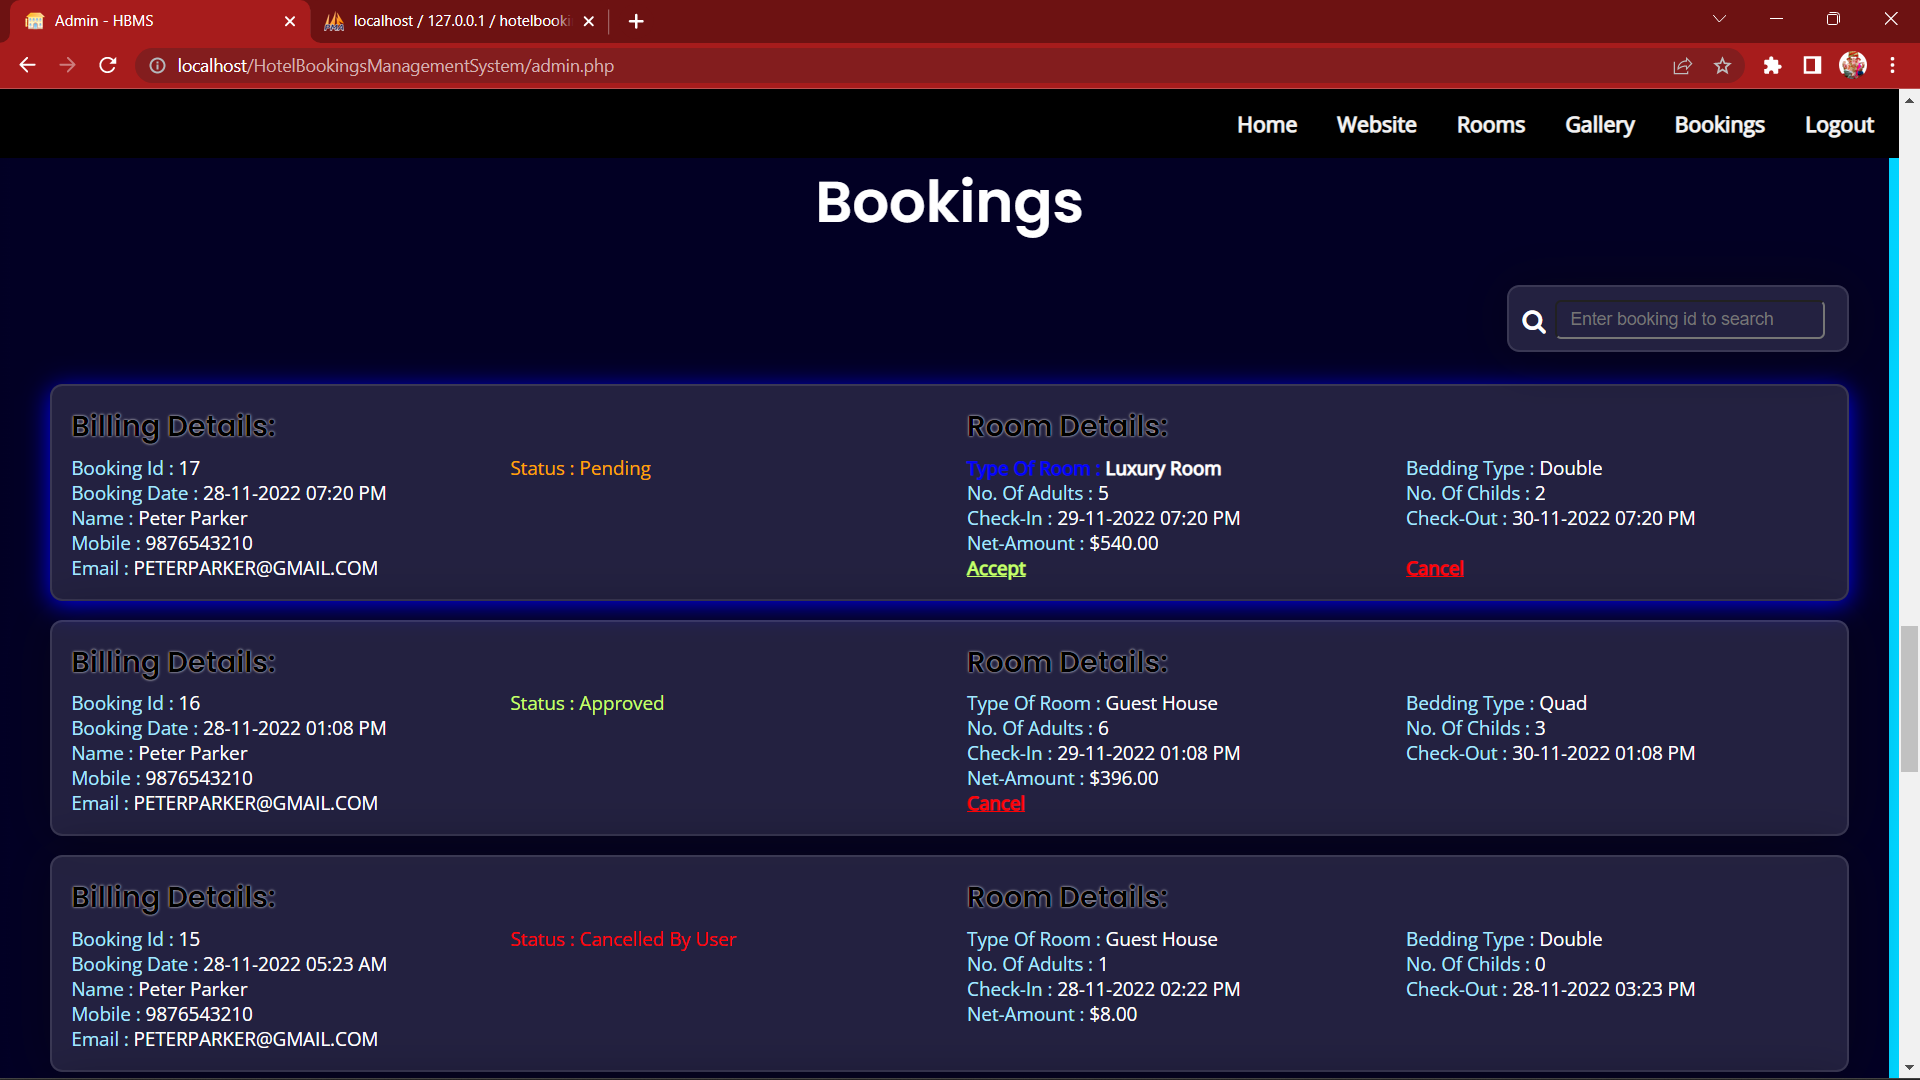 Admin - HBMS
localhost / 127.0.0.1 / hotelbooki
localhost/HotelBookingsManagementSystem/admin.php
Home Website Rooms Gallery Bookings Logout
Bookings
Enter booking id to search
Billing Details: Room Details:
Booking Id : 17 Status : Pending Type Of Room : Luxury Room Bedding Type : Double
Booking Date : 28-11-2022 07:20 PM No. Of Adults : 5 No. Of Childs : 2
Name : Peter Parker Check-In : 29-11-2022 07:20 PM Check-Out : 30-11-2022 07:20 PM
Mobile : 9876543210 Net-Amount : $540.00
Email : PETERPARKER@GMAIL.COM Accept Cancel
Billing Details: Room Details:
Booking Id : 16 Status : Approved Type Of Room : Guest House Bedding Type : Quad
Booking Date : 28-11-2022 01:08 PM No. Of Adults : 6 No. Of Childs : 3
Name : Peter Parker Check-In : 29-11-2022 01:08 PM Check-Out : 30-11-2022 01:08 PM
Mobile : 9876543210 Net-Amount : $396.00
Email : PETERPARKER@GMAIL.COM Cancel
Billing Details: Room Details:
Booking Id : 15 Status : Cancelled By User Type Of Room : Guest House Bedding Type : Double
Booking Date : 28-11-2022 05:23 AM No. Of Adults : 1 No. Of Childs : 0
Name : Peter Parker Check-In : 28-11-2022 02:22 PM Check-Out : 28-11-2022 03:23 PM
Mobile : 9876543210 Net-Amount : $8.00
Email : PETERPARKER@GMAIL.COM